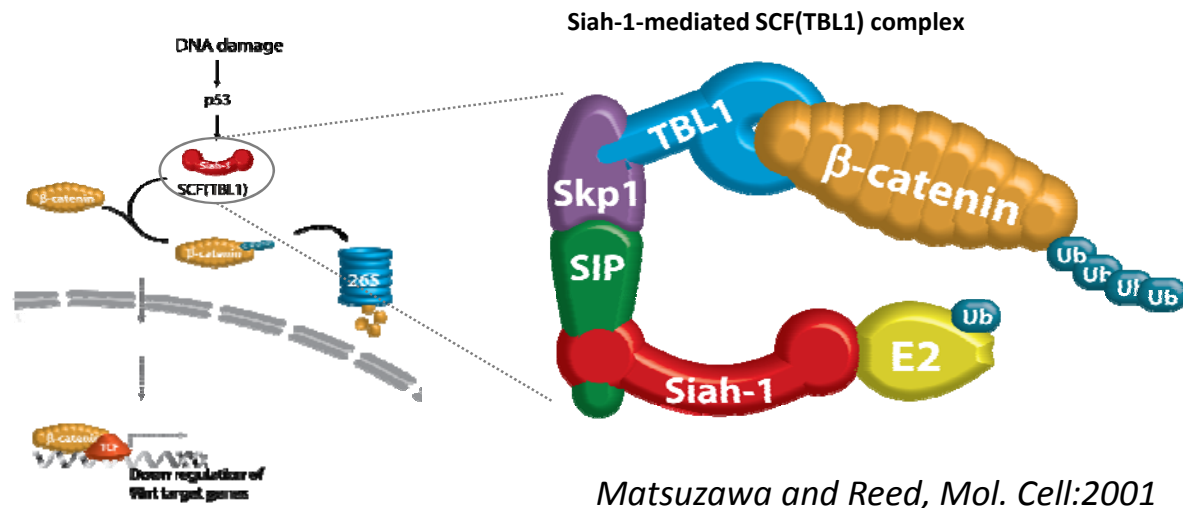 Siah-1-mediated SCF(TBL1) complex
DNA damage
p53
Siah-1
SCF(TBL1)
β-catenin
β-catenin
26S
β-catenin
TCF
Down regulation of
Wnt target genes
TBL1
Skp1
β-catenin
SIP
Ub
Ub
Ub
Ub
Ub
E2
Siah-1
Matsuzawa and Reed, Mol. Cell:2001